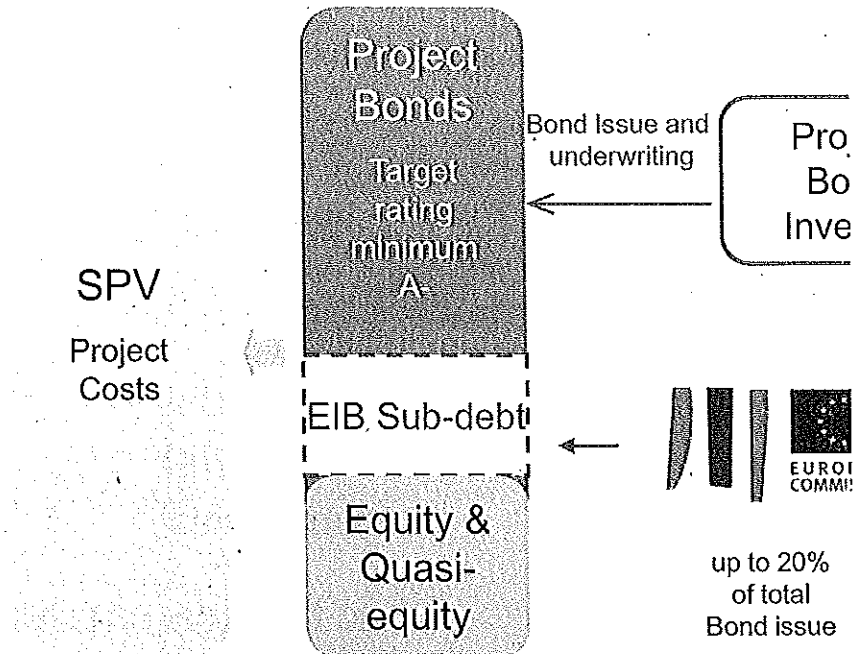 Project
Bonds
Target
rating
minimum
A-
Bond Issue and
underwriting
Pro
Bo
Inve
SPV
Project
Costs
EIB Sub-debt
EURO
COMMI
Equity &
Quasi-
equity
up to 20%
of total
Bond issue